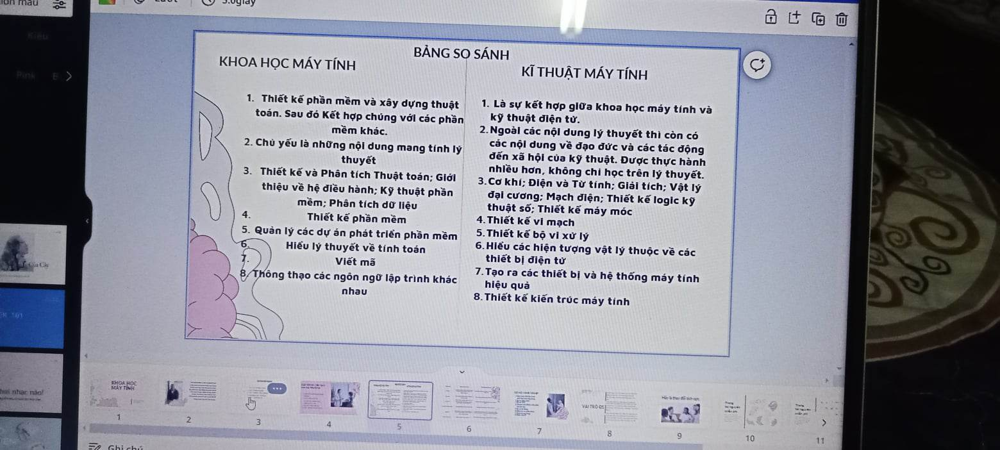 màu
3.0giây
Kiểu
Pink
BẢNG SO SÁNH
KHOA HỌC MÁY TÍNH
KĨ THUẬT MÁY TÍNH
1. Thiết kế phần mềm và xây dựng thuật
toán. Sau đó Kết hợp chúng với các phần
mềm khác.
2. Chủ yếu là những nội dung mang tính lý
thuyết
3. Thiết kế và Phân tích Thuật toán; Giới
thiệu về hệ điều hành; Kỹ thuật phần
mềm; Phân tích dữ liệu
4. Thiết kế phần mềm
5. Quản lý các dự án phát triển phần mềm
6. Hiểu lý thuyết về tính toán
7. Viết mã
8. Thông thạo các ngôn ngữ lập trình khác
nhau
1. Là sự kết hợp giữa khoa học máy tính và
kỹ thuật điện tử.
2. Ngoài các nội dung lý thuyết thì còn có
các nội dung về đạo đức và các tác động
đến xã hội của kỹ thuật. Được thực hành
nhiều hơn, không chỉ học trên lý thuyết.
3. Cơ khí; Điện và Từ tính; Giải tích; Vật lý
đại cương; Mạch điện; Thiết kế logic kỹ
thuật số; Thiết kế máy móc
4. Thiết kế vi mạch
5. Thiết kế bộ vi xử lý
6. Hiểu các hiện tượng vật lý thuộc về các
thiết bị điện tử
7. Tạo ra các thiết bị và hệ thống máy tính
hiệu quả
8. Thiết kế kiến trúc máy tính
KHOA HỌC
MÁY TÍNH
1
2
3
4
5
6
7
8
9
10
11
Ghi chú